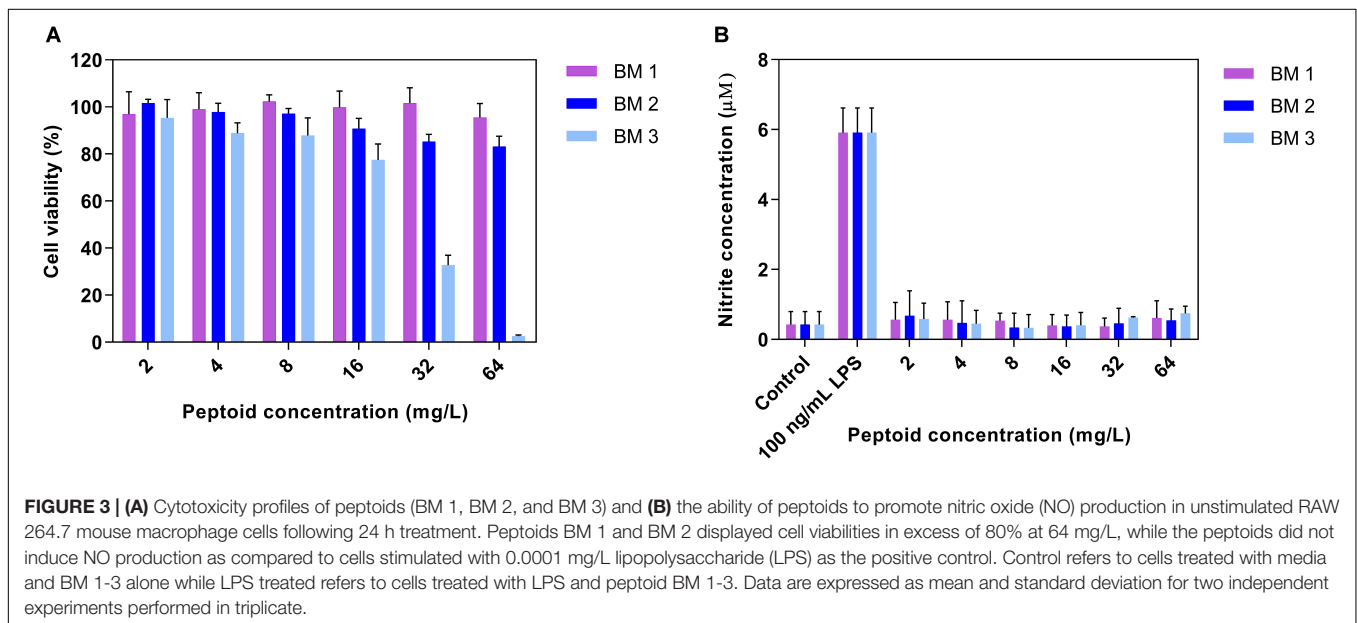 A
120
100
80
60
40
20
0
Cell viability (%)
2 4 8 16 32 64
Peptoid concentration (mg/L)
BM 1
BM 2
BM 3
B
8
6
4
2
0
Nitrite concentration (μM)
Control 100 ng/mL LPS 2 4 8 16 32 64
Peptoid concentration (mg/L)
BM 1
BM 2
BM 3
FIGURE 3 | (A) Cytotoxicity profiles of peptoids (BM 1, BM 2, and BM 3) and (B) the ability of peptoids to promote nitric oxide (NO) production in unstimulated RAW
264.7 mouse macrophage cells following 24 h treatment. Peptoids BM 1 and BM 2 displayed cell viabilities in excess of 80% at 64 mg/L, while the peptoids did not
induce NO production as compared to cells stimulated with 0.0001 mg/L lipopolysaccharide (LPS) as the positive control. Control refers to cells treated with media
and BM 1-3 alone while LPS treated refers to cells treated with LPS and peptoid BM 1-3. Data are expressed as mean and standard deviation for two independent
experiments performed in triplicate.